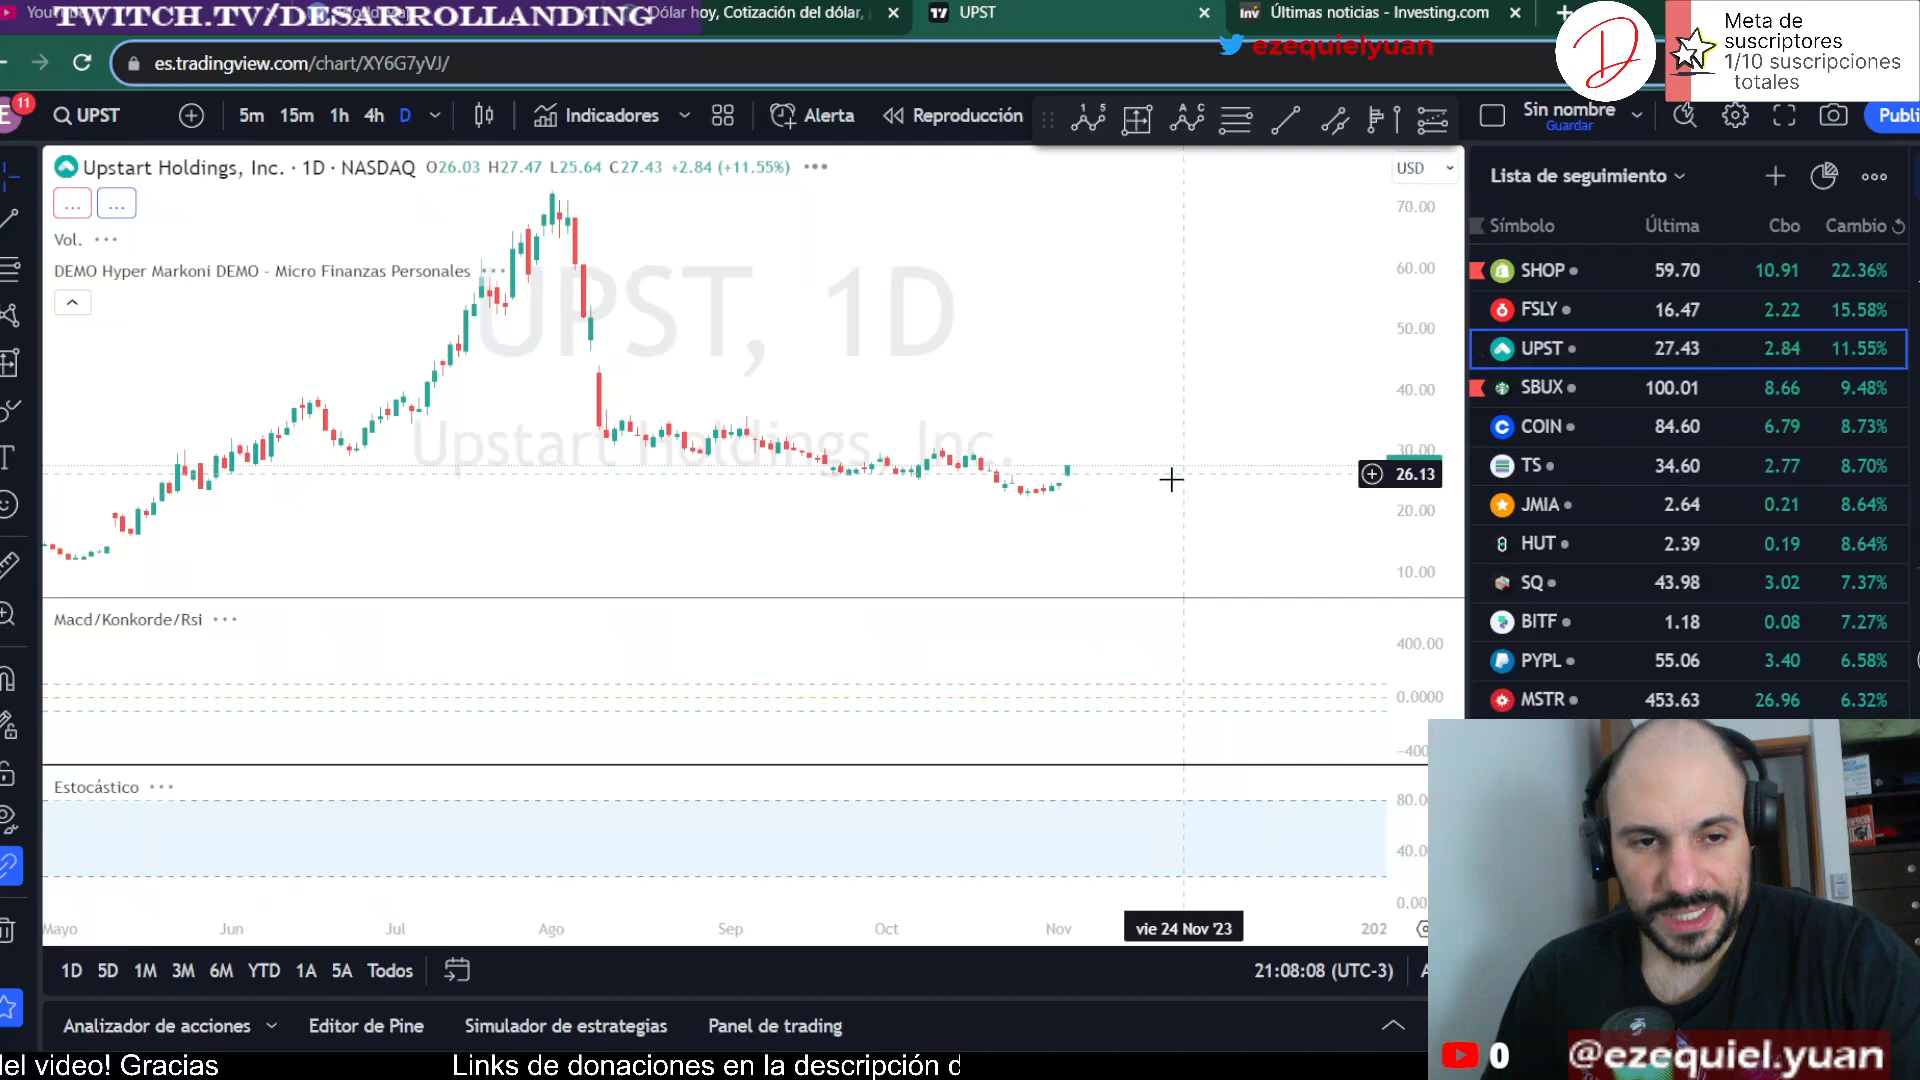 TWITCH.TV/DESARROLLANDING
Dólar hoy, Cotización del dólar,
UPST
Últimas noticias - Investing.com
ezequielyuan
Meta de
suscriptores
1/10 suscripciones
totales
es.tradingview.com/chart/XY6G7yVJ/
11
UPST
5m 15m 1h 4h D
Indicadores
Alerta
Reproducción
Sin nombre
Guardar
Publi
Upstart Holdings, Inc. · 1D · NASDAQ O26.03 H27.47 L25.64 C27.43 +2.84 (+11.55%)
USD
Vol.
DEMO Hyper Markoni DEMO - Micro Finanzas Personales
UPST, 1D
Upstart Holdings, Inc.
70.00
60.00
50.00
40.00
30.00
26.13
20.00
10.00
Macd/Konkorde/Rsi
400.00
0.0000
−400
Estocástico
80.0
40.0
0.00
Mayo Jun Jul Ago Sep Oct Nov vie 24 Nov '23 202
1D 5D 1M 3M 6M YTD 1A 5A Todos
21:08:08 (UTC-3)
Analizador de acciones Editor de Pine Simulador de estrategias Panel de trading
Lista de seguimiento
Símbolo Última Cbo Cambio
SHOP 59.70 10.91 22.36%
FSLY 16.47 2.22 15.58%
UPST 27.43 2.84 11.55%
SBUX 100.01 8.66 9.48%
COIN 84.60 6.79 8.73%
TS 34.60 2.77 8.70%
JMIA 2.64 0.21 8.64%
HUT 2.39 0.19 8.64%
SQ 43.98 3.02 7.37%
BITF 1.18 0.08 7.27%
PYPL 55.06 3.40 6.58%
MSTR 453.63 26.96 6.32%
0 @ezequiel.yuan
del video! Gracias Links de donaciones en la descripción d